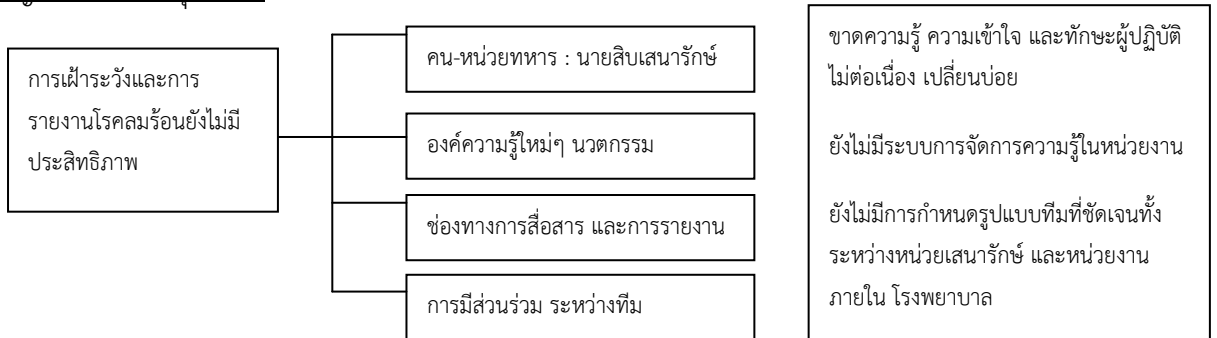 การเฝ้าระวังและการ
รายงานโรคลมร้อนยังไม่มี
ประสิทธิภาพ
คน-หน่วยทหาร : นายสิบเสนารักษ์
องค์ความรู้ใหม่ๆ นวตกรรม
ช่องทางการสื่อสาร และการรายงาน
การมีส่วนร่วม ระหว่างทีม
ขาดความรู้ ความเข้าใจ และทักษะผู้ปฏิบัติ
ไม่ต่อเนื่อง เปลี่ยนบ่อย
ยังไม่มีระบบการจัดการความรู้ในหน่วยงาน
ยังไม่มีการกำหนดรูปแบบทีมที่ชัดเจนทั้ง
ระหว่างหน่วยเสนารักษ์ และหน่วยงาน
ภายใน โรงพยาบาล